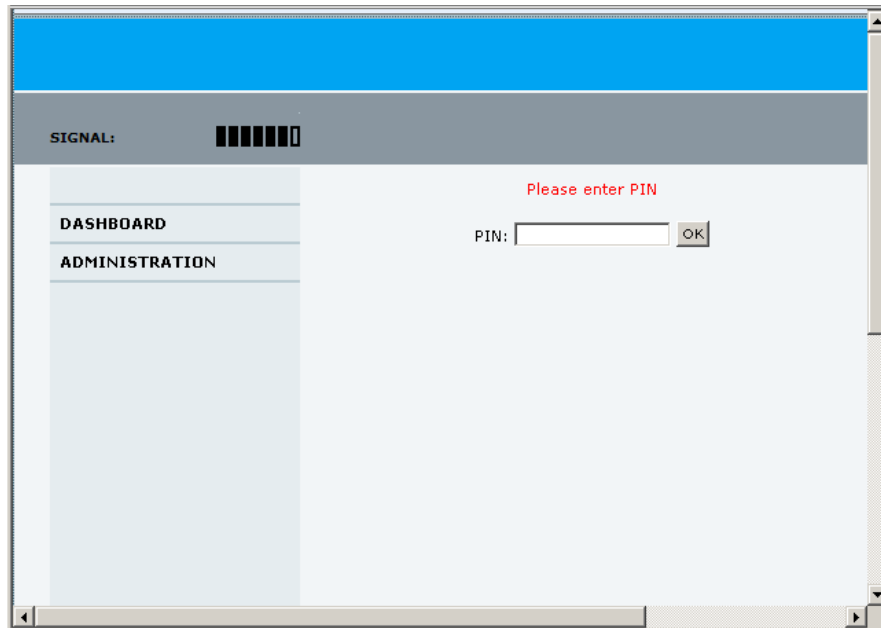 SIGNAL:
Please enter PIN
DASHBOARD
PIN: OK
ADMINISTRATION